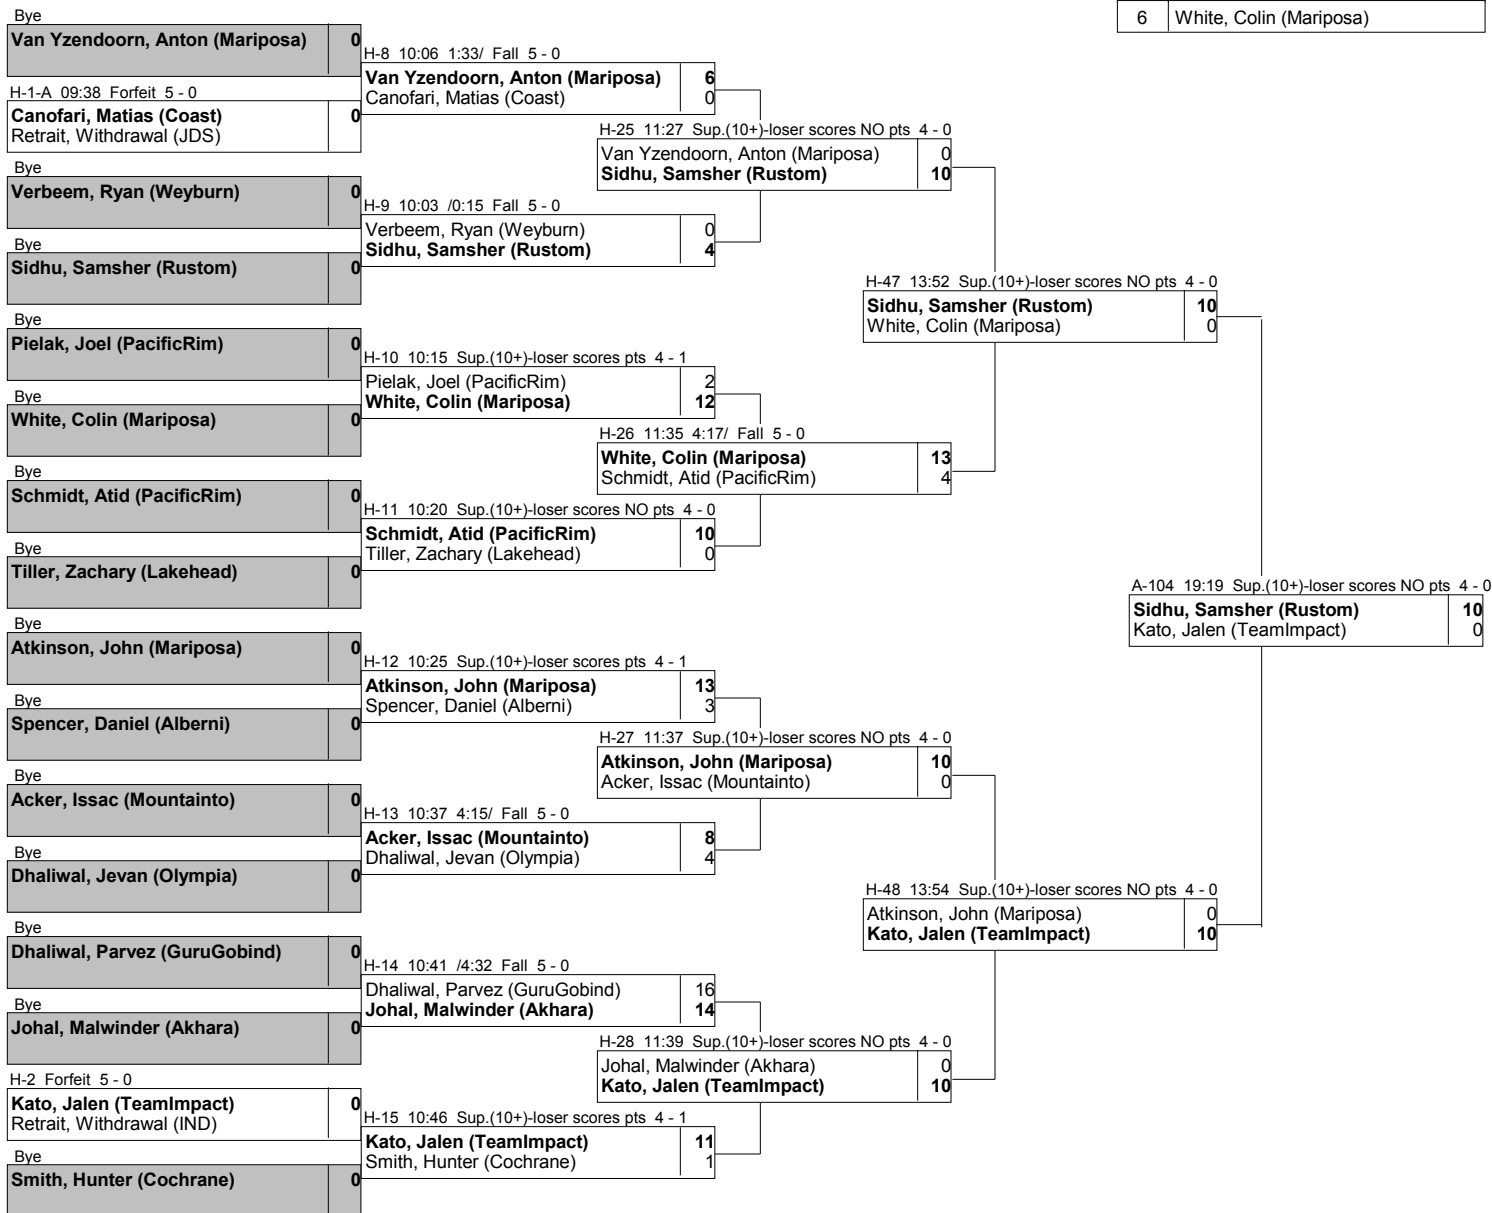 6 White, Colin (Mariposa)
Bye
Van Yzendoorn, Anton (Mariposa) 0
H-1-A 09:38 Forfeit 5 - 0
Canofari, Matias (Coast) 0
Retrait, Withdrawal (JDS)
Bye
Verbeem, Ryan (Weyburn) 0
Bye
Sidhu, Samsher (Rustom) 0
Bye
Pielak, Joel (PacificRim) 0
Bye
White, Colin (Mariposa) 0
Bye
Schmidt, Atid (PacificRim) 0
Bye
Tiller, Zachary (Lakehead) 0
Bye
Atkinson, John (Mariposa) 0
Bye
Spencer, Daniel (Alberni) 0
Bye
Acker, Issac (Mountainto) 0
Bye
Dhaliwal, Jevan (Olympia) 0
Bye
Dhaliwal, Parvez (GuruGobind) 0
Bye
Johal, Malwinder (Akhara) 0
H-2 Forfeit 5 - 0
Kato, Jalen (TeamImpact) 0
Retrait, Withdrawal (IND)
Bye
Smith, Hunter (Cochrane) 0
H-8 10:06 1:33/ Fall 5 - 0
Van Yzendoorn, Anton (Mariposa) 6
Canofari, Matias (Coast) 0
H-9 10:03 /0:15 Fall 5 - 0
Verbeem, Ryan (Weyburn) 0
Sidhu, Samsher (Rustom) 4
H-10 10:15 Sup.(10+)-loser scores pts 4 - 1
Pielak, Joel (PacificRim) 2
White, Colin (Mariposa) 12
H-11 10:20 Sup.(10+)-loser scores NO pts 4 - 0
Schmidt, Atid (PacificRim) 10
Tiller, Zachary (Lakehead) 0
H-12 10:25 Sup.(10+)-loser scores pts 4 - 1
Atkinson, John (Mariposa) 13
Spencer, Daniel (Alberni) 3
H-13 10:37 4:15/ Fall 5 - 0
Acker, Issac (Mountainto) 8
Dhaliwal, Jevan (Olympia) 4
H-14 10:41 /4:32 Fall 5 - 0
Dhaliwal, Parvez (GuruGobind) 16
Johal, Malwinder (Akhara) 14
H-15 10:46 Sup.(10+)-loser scores pts 4 - 1
Kato, Jalen (TeamImpact) 11
Smith, Hunter (Cochrane) 1
H-25 11:27 Sup.(10+)-loser scores NO pts 4 - 0
Van Yzendoorn, Anton (Mariposa) 0
Sidhu, Samsher (Rustom) 10
H-26 11:35 4:17/ Fall 5 - 0
White, Colin (Mariposa) 13
Schmidt, Atid (PacificRim) 4
H-27 11:37 Sup.(10+)-loser scores NO pts 4 - 0
Atkinson, John (Mariposa) 10
Acker, Issac (Mountainto) 0
H-28 11:39 Sup.(10+)-loser scores NO pts 4 - 0
Johal, Malwinder (Akhara) 0
Kato, Jalen (TeamImpact) 10
H-47 13:52 Sup.(10+)-loser scores NO pts 4 - 0
Sidhu, Samsher (Rustom) 10
White, Colin (Mariposa) 0
H-48 13:54 Sup.(10+)-loser scores NO pts 4 - 0
Atkinson, John (Mariposa) 0
Kato, Jalen (TeamImpact) 10
A-104 19:19 Sup.(10+)-loser scores NO pts 4 - 0
Sidhu, Samsher (Rustom) 10
Kato, Jalen (TeamImpact) 0